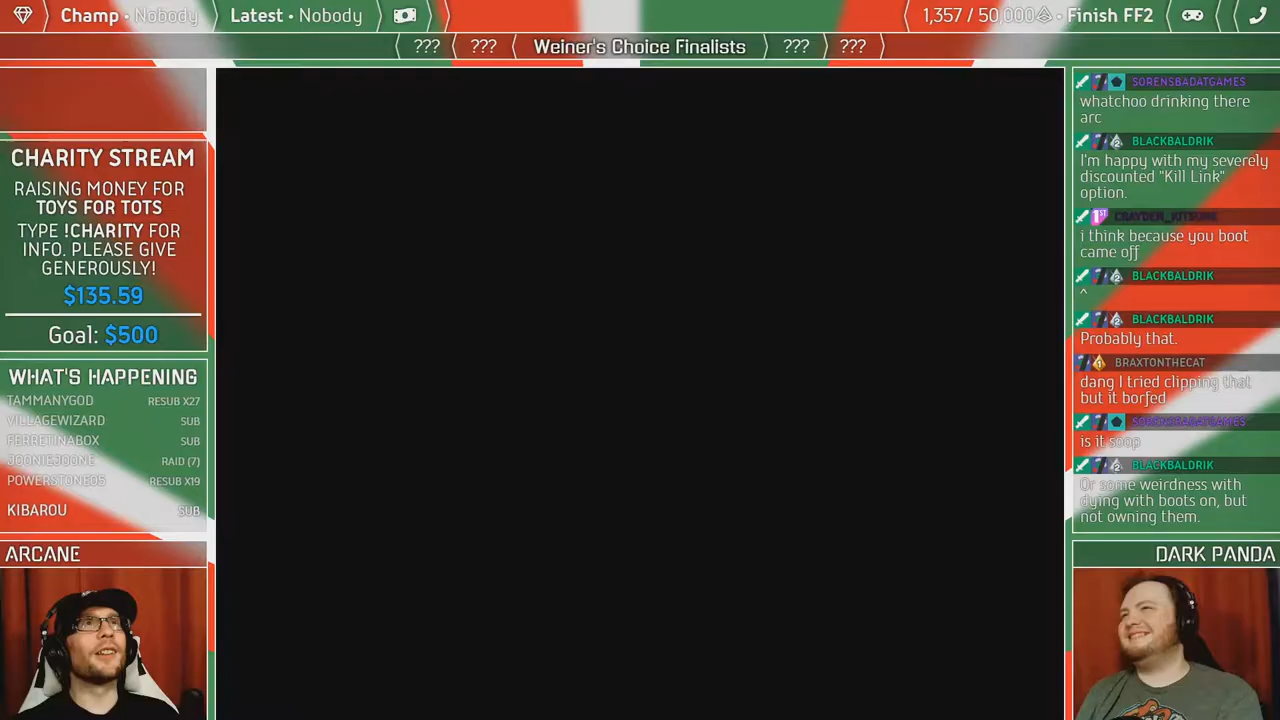 Champ • Nobody
Latest • Nobody
1,357 / 50,000 • Finish FF2
???
???
Weiner's Choice Finalists
???
???
CHARITY STREAM
RAISING MONEY FOR
TOYS FOR TOTS
TYPE !CHARITY FOR
INFO. PLEASE GIVE
GENEROUSLY!
$135.59
Goal: $500
WHAT'S HAPPENING
TAMMANYGOD RESUB X27
VILLAGEWIZARD SUB
FERRETINABOX SUB
JOONIEJOONE RAID (7)
POWERSTONE05 RESUB X19
KIBAROU SUB
ARCANE
SORENSBADATGAMES
whatchoo drinking there
arc
BLACKBALDRIK
I'm happy with my severely
discounted "Kill Link"
option.
1ST CRAYDEN_KITSUNE
i think because you boot
came off
BLACKBALDRIK
^
BLACKBALDRIK
Probably that.
BRAXTONTHECAT
dang I tried clipping that
but it borfed
SORENSBADATGAMES
is it soop
BLACKBALDRIK
Or some weirdness with
dying with boots on, but
not owning them.
DARK PANDA